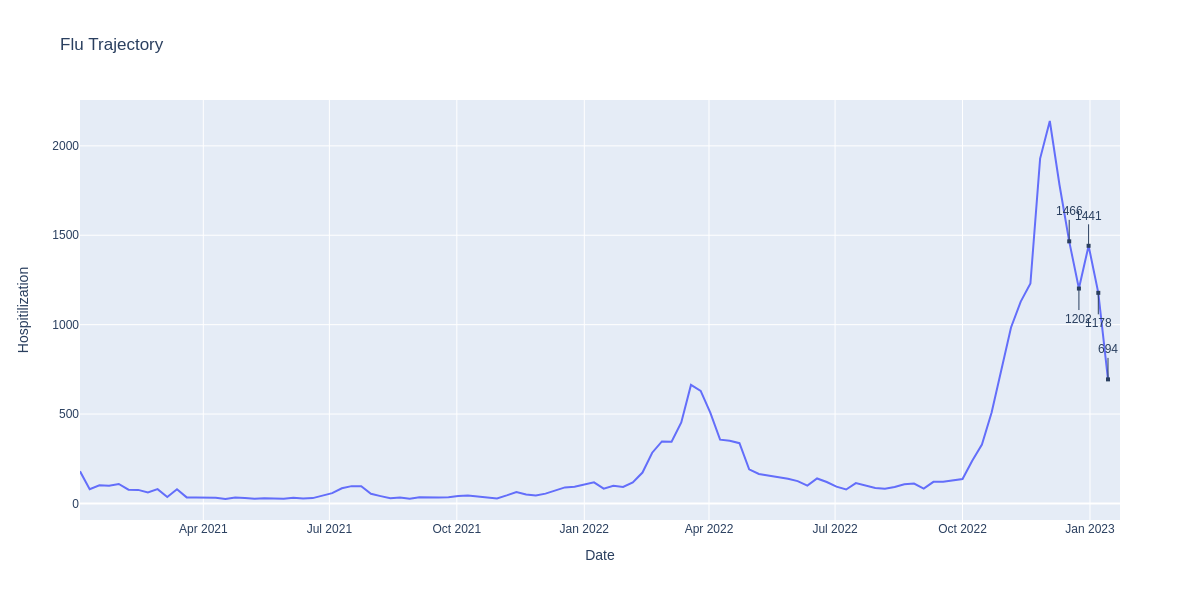 Flu Trajectory
2000
1500
1000
500
0
Hospitilization
1466
1441
1202
1178
694
Apr 2021
Jul 2021
Oct 2021
Jan 2022
Apr 2022
Jul 2022
Oct 2022
Jan 2023
Date